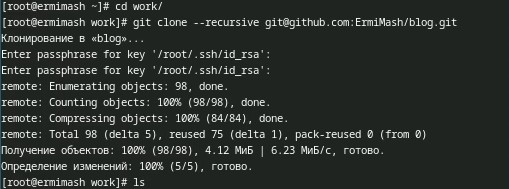 [root@ermimash ~]# cd work/
[root@ermimash work]# git clone --recursive git@github.com:ErmiMash/blog.git
Клонирование в «blog»...
Enter passphrase for key '/root/.ssh/id_rsa':
Enter passphrase for key '/root/.ssh/id_rsa':
remote: Enumerating objects: 98, done.
remote: Counting objects: 100% (98/98), done.
remote: Compressing objects: 100% (84/84), done.
remote: Total 98 (delta 5), reused 75 (delta 1), pack-reused 0 (from 0)
Получение объектов: 100% (98/98), 4.12 МиБ | 6.23 МиБ/с, готово.
Определение изменений: 100% (5/5), готово.
[root@ermimash work]# ls